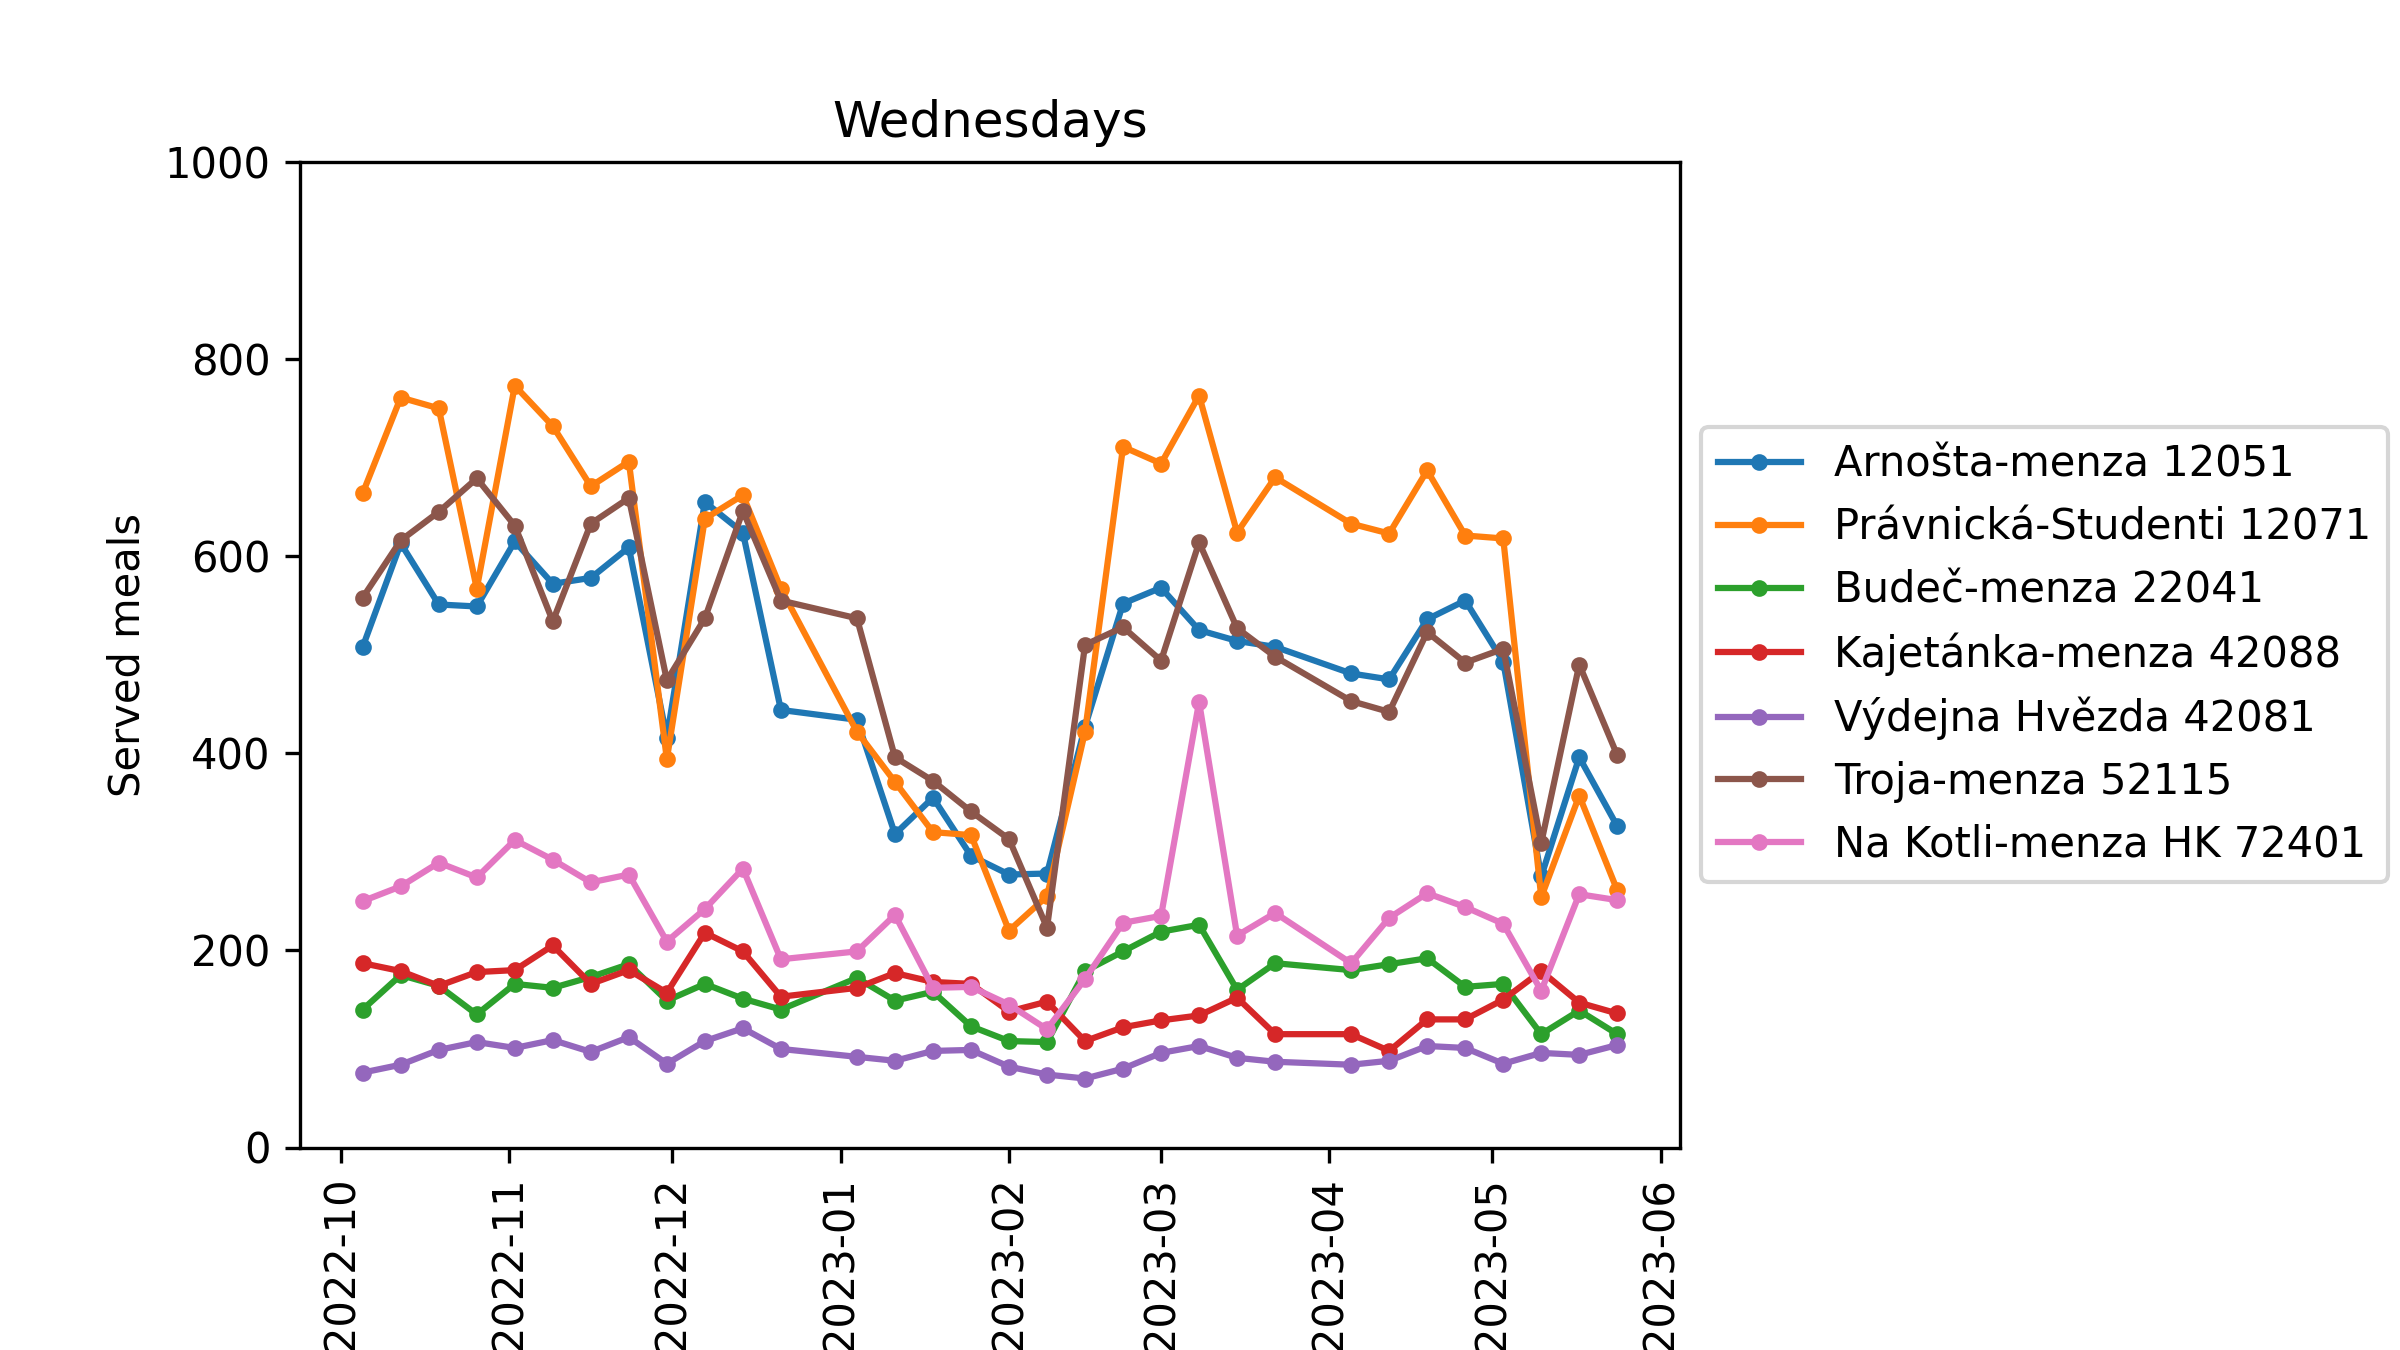 Wednesdays
1000
800
600
400
200
0
Served meals
2022-10
2022-11
2022-12
2023-01
2023-02
2023-03
2023-04
2023-05
2023-06
Arnošta-menza 12051
Právnická-Studenti 12071
Budeč-menza 22041
Kajetánka-menza 42088
Výdejna Hvězda 42081
Troja-menza 52115
Na Kotli-menza HK 72401